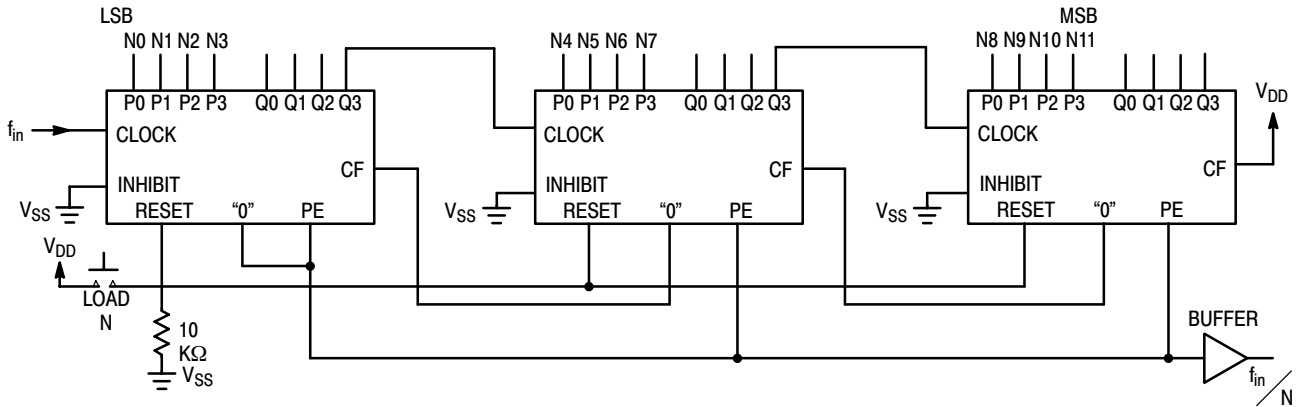 LSB MSB
N0 N1 N2 N3 N4 N5 N6 N7 N8 N9 N10 N11
P0 P1 P2 P3 Q0 Q1 Q2 Q3 P0 P1 P2 P3 Q0 Q1 Q2 Q3 P0 P1 P2 P3 Q0 Q1 Q2 Q3 VDD
fin CLOCK CLOCK CLOCK
CF CF CF
INHIBIT INHIBIT INHIBIT
VSS RESET “0” PE VSS RESET “0” PE VSS RESET “0” PE
VDD
LOAD
N
10
KΩ
VSS
BUFFER
fin
N